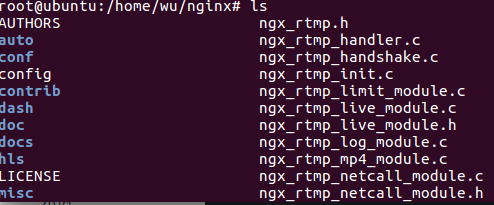 root@ubuntu:/home/wu/nginx# ls
AUTHORS ngx_rtmp.h
auto ngx_rtmp_handler.c
conf ngx_rtmp_handshake.c
config ngx_rtmp_init.c
contrib ngx_rtmp_limit_module.c
dash ngx_rtmp_live_module.c
doc ngx_rtmp_live_module.h
docs ngx_rtmp_log_module.c
hls ngx_rtmp_mp4_module.c
LICENSE ngx_rtmp_netcall_module.c
misc ngx_rtmp_netcall_module.h